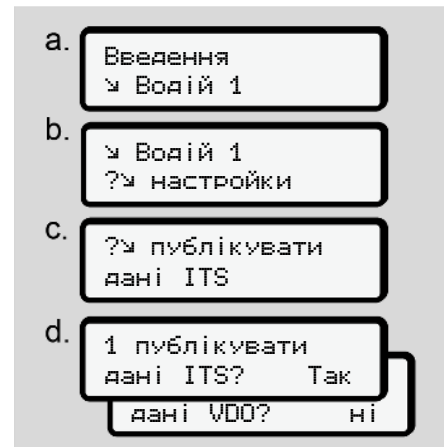 a.
Введення
↘ Водій 1
b.
↘ Водій 1
?↘ настройки
c.
?↘ публікувати
дані ITS
d.
1 публікувати
дані ITS? Так
дані VDO? ні